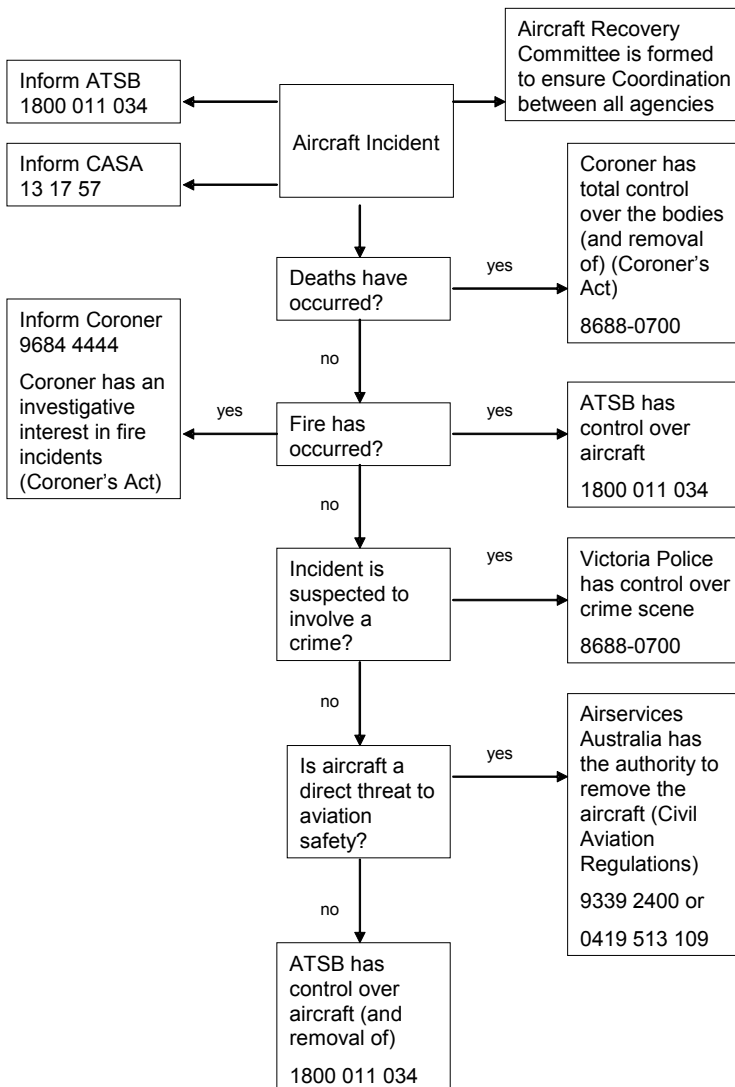 Inform ATSB
1800 011 034
Aircraft Recovery
Committee is formed
to ensure Coordination
between all agencies
Aircraft Incident
Inform CASA
13 17 57
Coroner has
total control
over the bodies
(and removal
of) (Coroner's
Act)
8688-0700
Deaths have
occurred?
yes
no
Inform Coroner
9684 4444
Coroner has an
investigative
interest in fire
incidents
(Coroner's Act)
yes
Fire has
occurred?
yes
ATSB has
control over
aircraft
1800 011 034
no
Incident is
suspected to
involve a
crime?
yes
Victoria Police
has control over
crime scene
8688-0700
no
Is aircraft a
direct threat to
aviation
safety?
yes
Airservices
Australia has
the authority to
remove the
aircraft (Civil
Aviation
Regulations)
9339 2400 or
0419 513 109
no
ATSB has
control over
aircraft (and
removal of)
1800 011 034